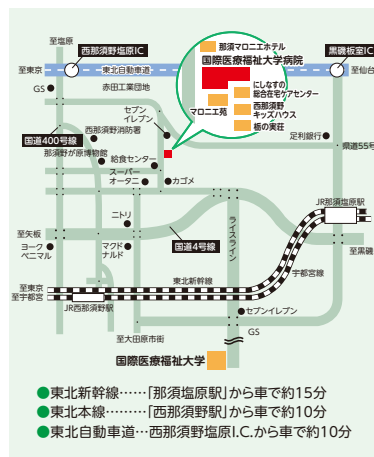 至塩原
西那須野塩原IC
黒磯板室IC
至東京
東北自動車道
至仙台
那須マロニエホテル
国際医療福祉大学病院
にしなすの
総合在宅ケアセンター
マロニエ苑
西那須野
キッズハウス
栃の実荘
GS
赤田工業団地
セブン
イレブン
足利銀行
県道55号
国道400号線
西那須野消防署
那須野が原博物館
給食センター
スーパー
オータニ
カゴメ
JR那須塩原駅
ニトリ
ライスライン
至矢板
国道4号線
ヨーク
ベニマル
マクド
ナルド
至黒磯
東北新幹線
宇都宮線
至東京
至宇都宮
JR西那須野駅
セブンイレブン
至大田原市街
GS
国際医療福祉大学
●東北新幹線……「那須塩原駅」から車で約15分
●東北本線………「西那須野駅」から車で約10分
●東北自動車道…西那須野塩原I.C.から車で約10分